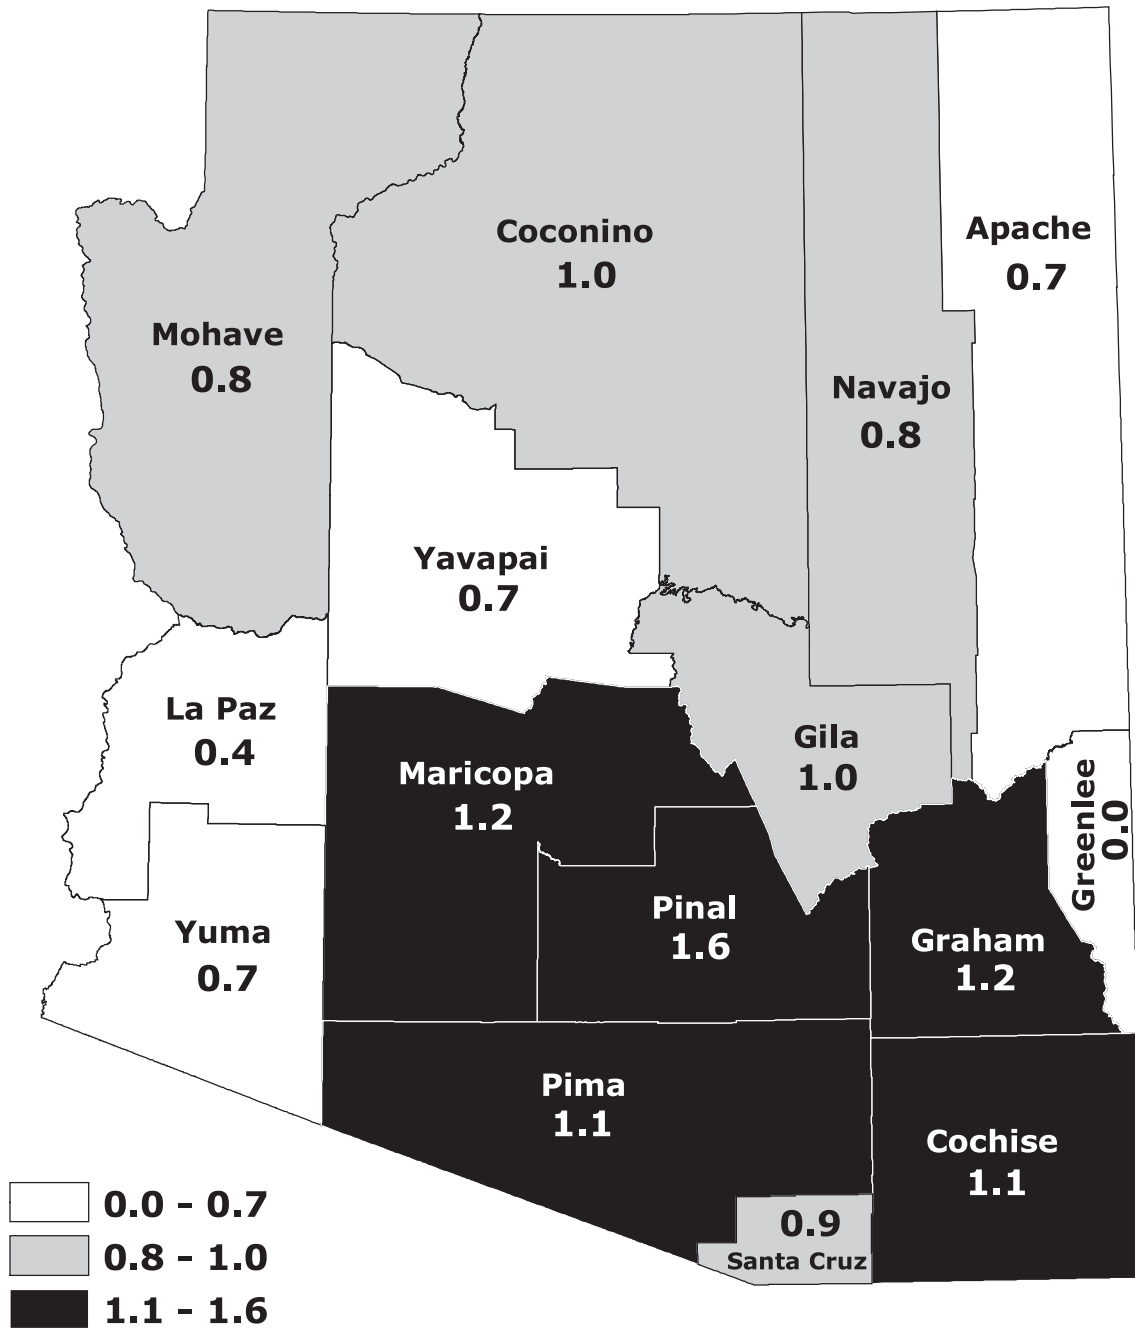 Coconino
1.0
Apache
0.7
Mohave
0.8
Navajo
0.8
Yavapai
0.7
La Paz
0.4
Gila
1.0
Maricopa
1.2
Greenlee
0.0
Pinal
1.6
Yuma
0.7
Graham
1.2
Pima
1.1
Cochise
1.1
0.9
Santa Cruz
0.0 - 0.7
0.8 - 1.0
1.1 - 1.6